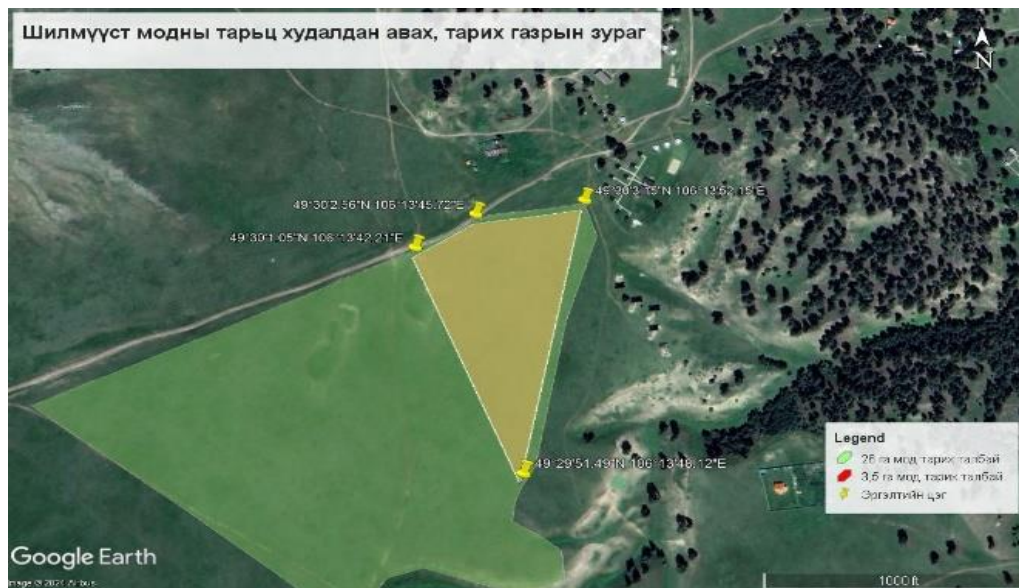 Шилмүүст модны тарьц худалдан авах, тарих газрын зураг
N
49°30'3.15"N 106°13'52.15"E
49°30'2.56"N 106°13'45.72"E
49°30'1.05"N 106°13'42.21"E
49°29'51.49"N 106°13'48.12"E
Legend
26 га мод тарих талбай
3,5 га мод тарих талбай
Эргэлтийн цэг
Google Earth
Image © 2024 Airbus
1000 ft